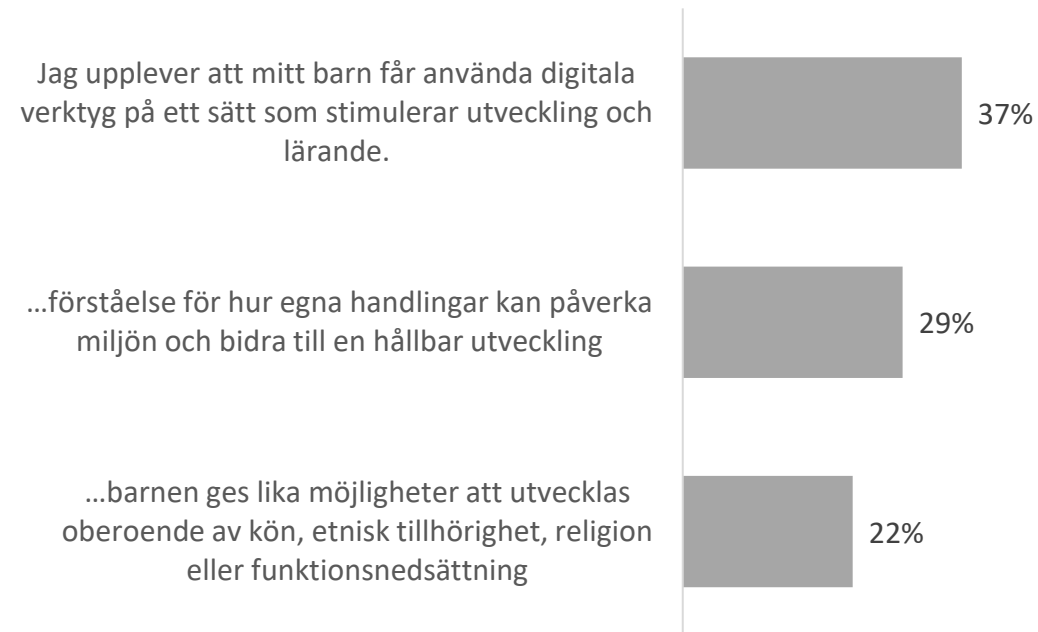 Jag upplever att mitt barn får använda digitala
verktyg på ett sätt som stimulerar utveckling och
lärande.
37%
…förståelse för hur egna handlingar kan påverka
miljön och bidra till en hållbar utveckling
29%
…barnen ges lika möjligheter att utvecklas
oberoende av kön, etnisk tillhörighet, religion
eller funktionsnedsättning
22%